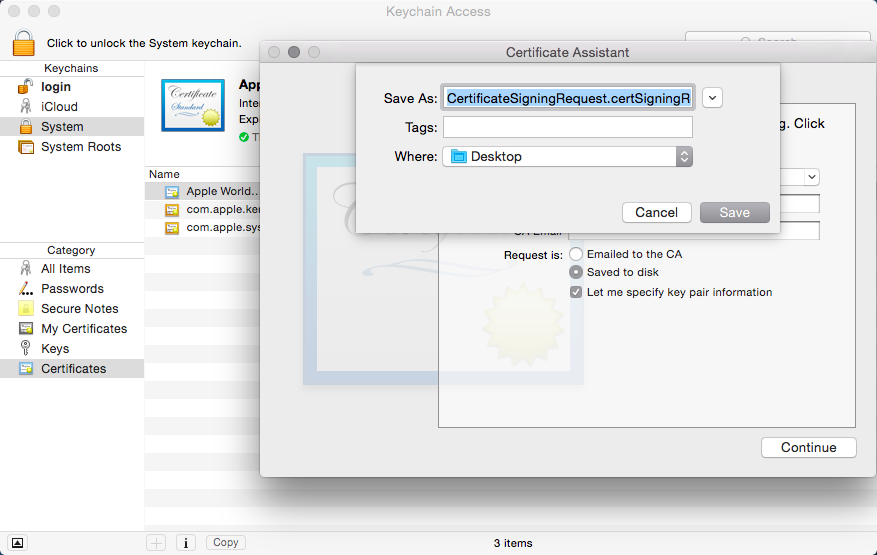 Keychain Access
Click to unlock the System keychain.
Search
Keychains
login
iCloud
System
System Roots
Category
All Items
Passwords
Secure Notes
My Certificates
Keys
Certificates
Certificate
Standard
App
Inte
Expi
T
Name
Apple World...
com.apple.ker
com.apple.sys
Certificate Assistant
Save As: CertificateSigningRequest.certSigningR
Tags:
Where: Desktop
Cancel Save
g. Click
CA Email
Request is: Emailed to the CA
Saved to disk
Let me specify key pair information
Continue
Copy
3 items